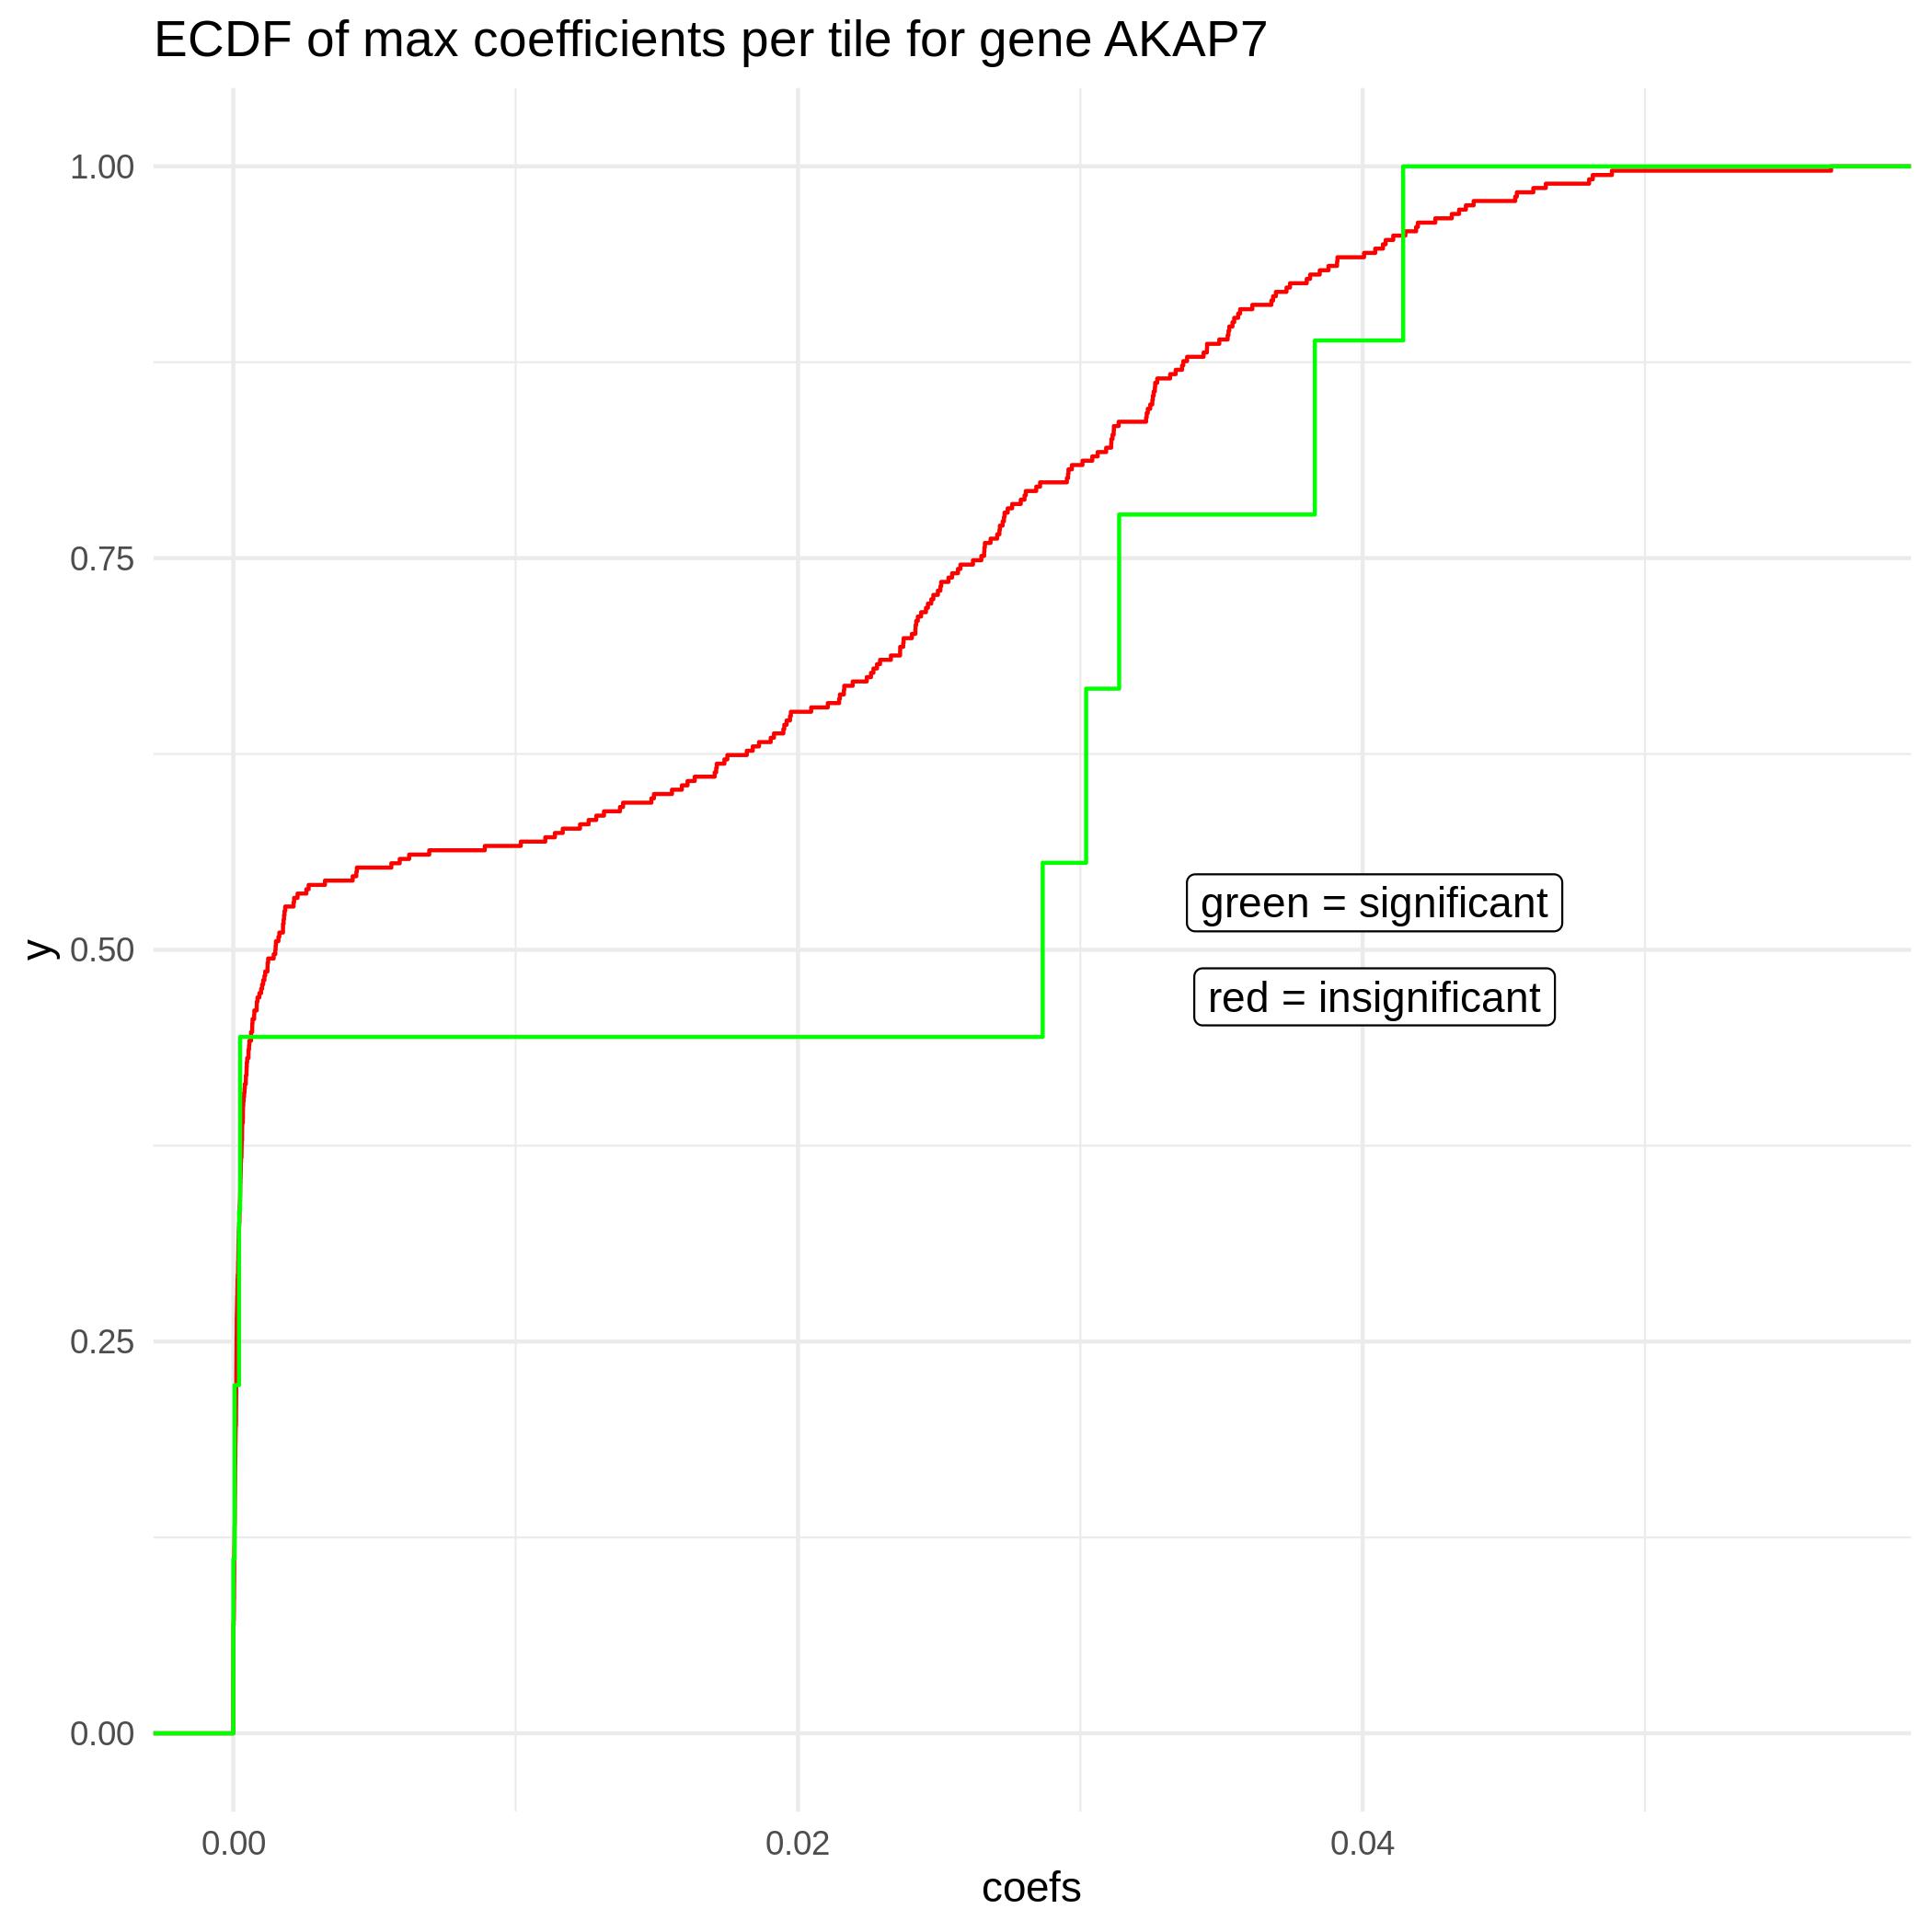 ECDF of max coefficients per tile for gene AKAP7
1.00
0.75
0.50
0.25
0.00
y
green = significant
red = insignificant
0.00
0.02
0.04
coefs